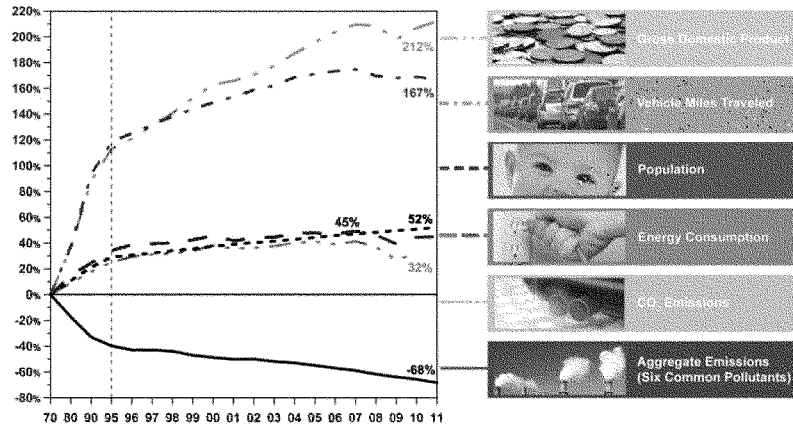 220%
200%
180%
160%
140%
120%
100%
80%
60%
40%
20%
0%
-20%
-40%
-60%
-80%
212%
167%
45%
52%
32%
-68%
70 80 90 95 96 97 98 99 00 01 02 03 04 05 06 07 08 09 10 11
Gross Domestic Product
Vehicle Miles Traveled
Population
Energy Consumption
CO₂ Emissions
Aggregate Emissions
(Six Common Pollutants)